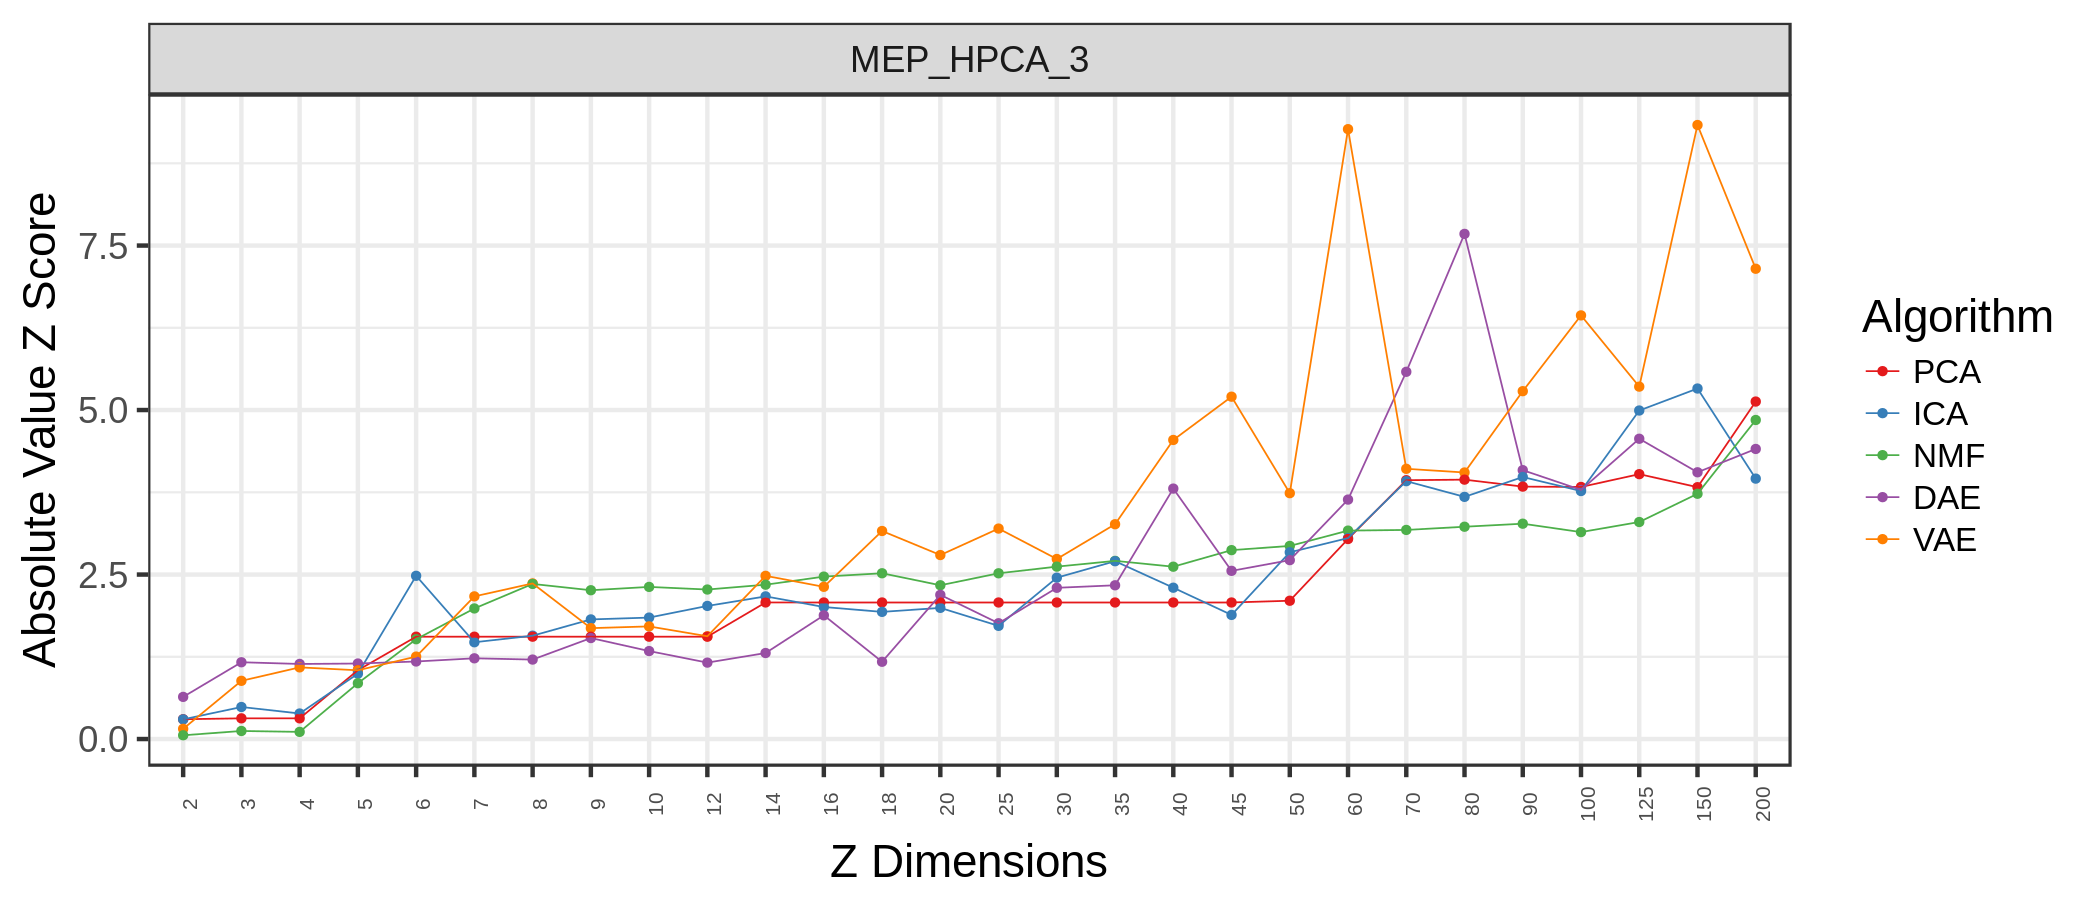 MEP_HPCA_3
Absolute Value Z Score
7.5
5.0
2.5
0.0
2 3 4 5 6 7 8 9 10 12 14 16 18 20 25 30 35 40 45 50 60 70 80 90 100 125 150 200
Z Dimensions
Algorithm
PCA
ICA
NMF
DAE
VAE